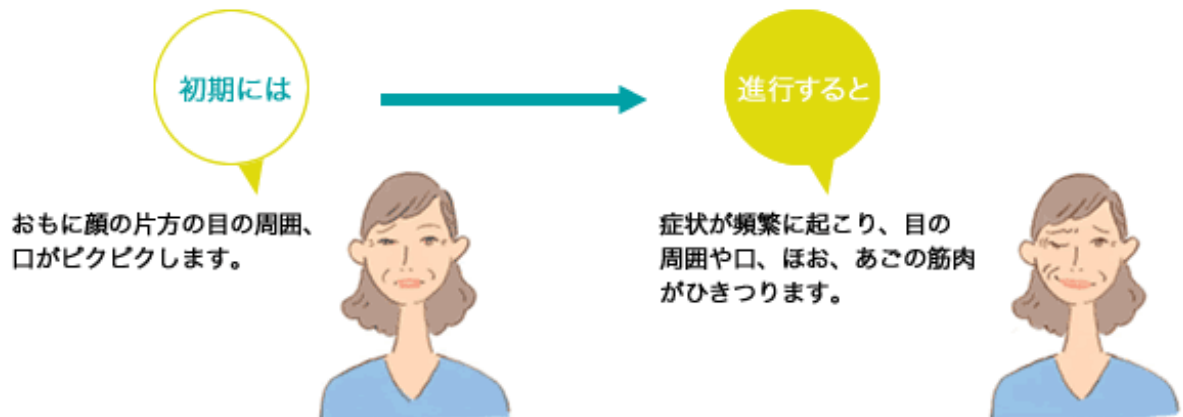 初期には
おもに顔の片方の目の周囲、
口がピクピクします。
進行すると
症状が頻繁に起こり、目の
周囲や口、ほお、あごの筋肉
がひきつります。